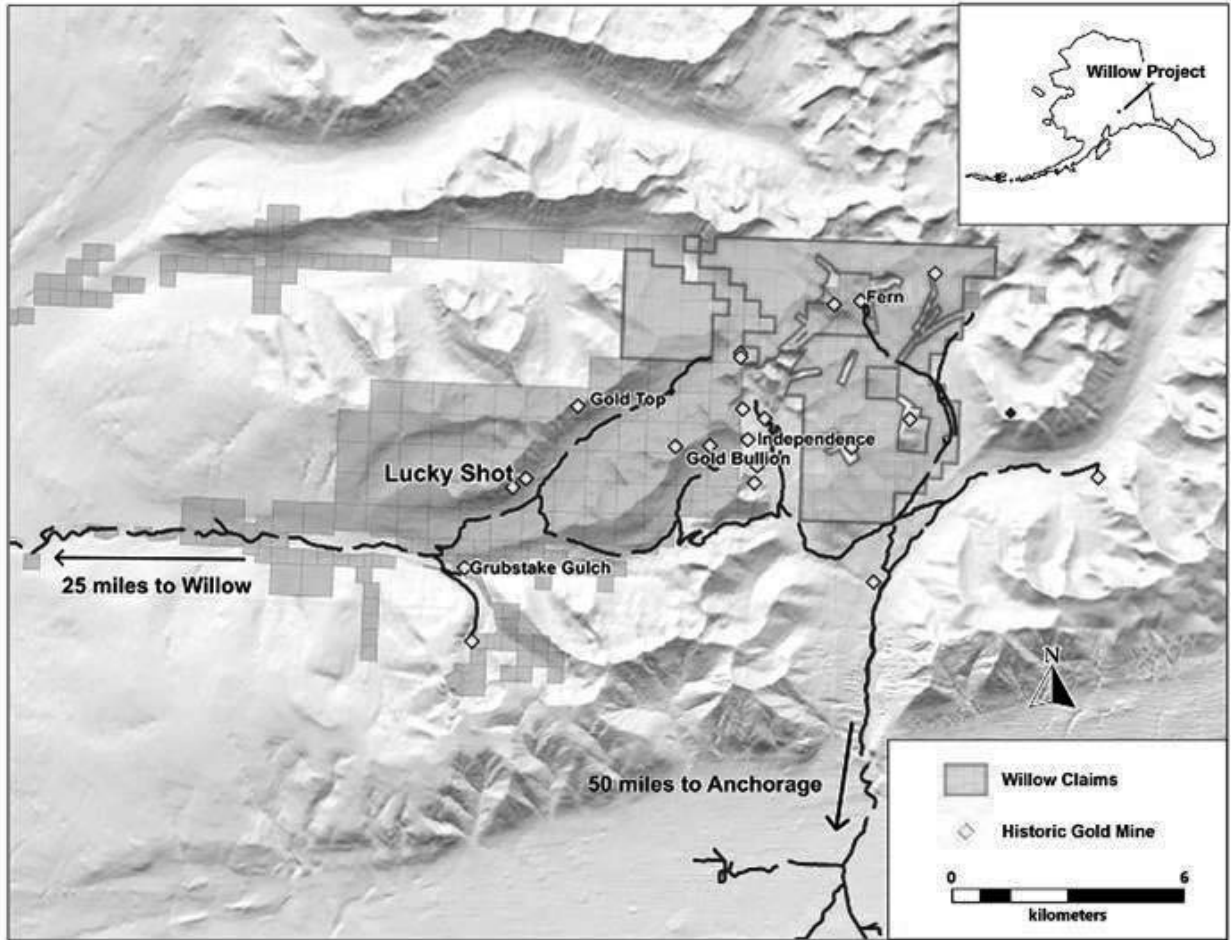 Willow Project
Fern
Gold Top
Independence
Gold Bullion
Lucky Shot
Grubstake Gulch
25 miles to Willow
N
50 miles to Anchorage
Willow Claims
Historic Gold Mine
0 6
kilometers